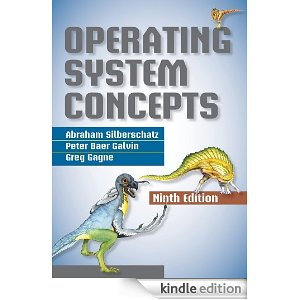 OPERATING
SYSTEM
CONCEPTS
Abraham Silberschatz
Peter Baer Galvin
Greg Gagne
Ninth Edition
kindle edition